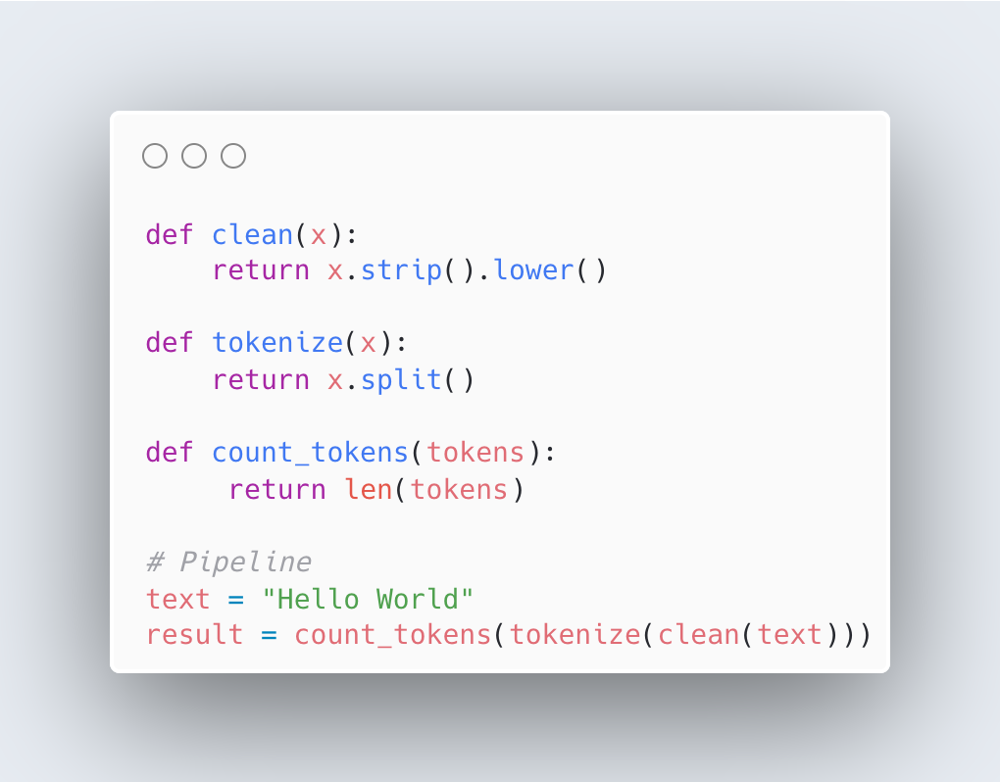 def clean(x):
    return x.strip().lower()

def tokenize(x):
    return x.split()

def count_tokens(tokens):
     return len(tokens)

# Pipeline
text = "Hello World"
result = count_tokens(tokenize(clean(text)))